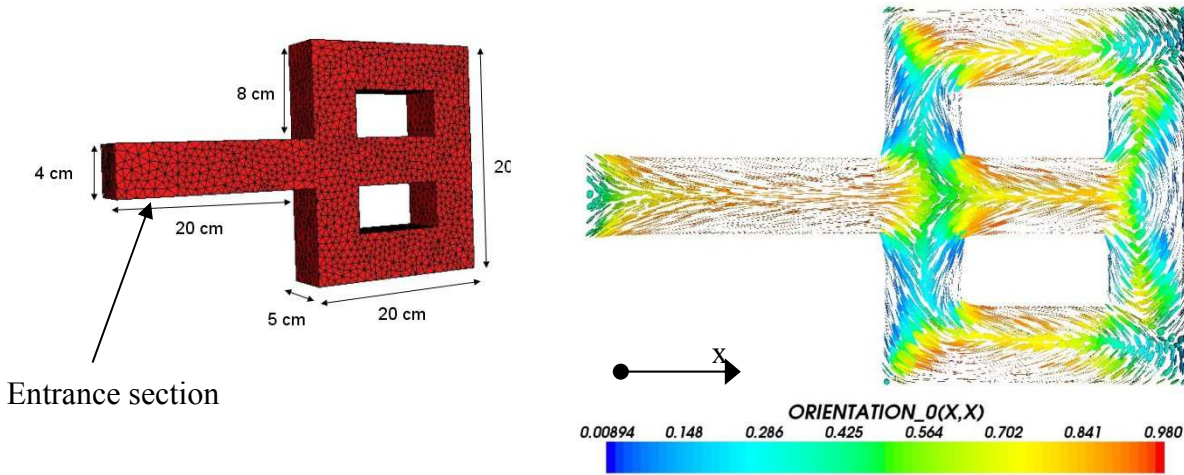 8 cm
4 cm
20
20 cm
5 cm
20 cm
Entrance section
X
ORIENTATION_0(X,X)
0.00894 0.148 0.286 0.425 0.564 0.702 0.841 0.980